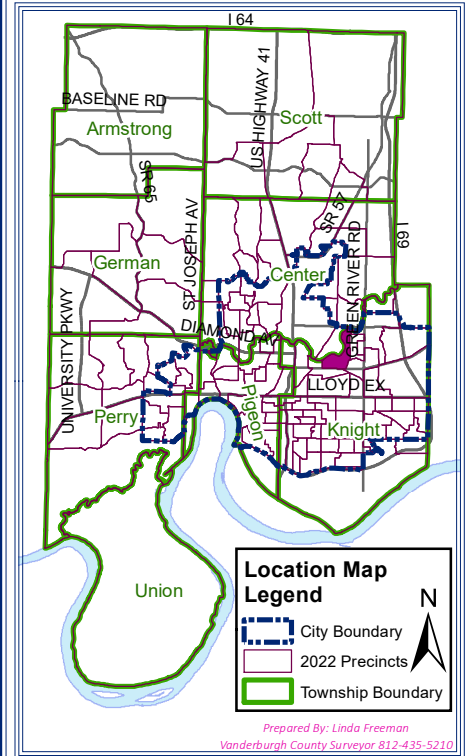 I 64
BASELINE RD
US HIGHWAY 41
Scott
Armstrong
SR 65
SR 57
ST JOSEPH AV
I 69
German
Center
GREEN RIVER RD
UNIVERSITY PKWY
DIAMOND AV
LLOYD EX
Perry
Pigeon
Knight
Union
Location Map
Legend
N
City Boundary
2022 Precincts
Township Boundary
Prepared By: Linda Freeman
Vanderburgh County Surveyor 812-435-5210